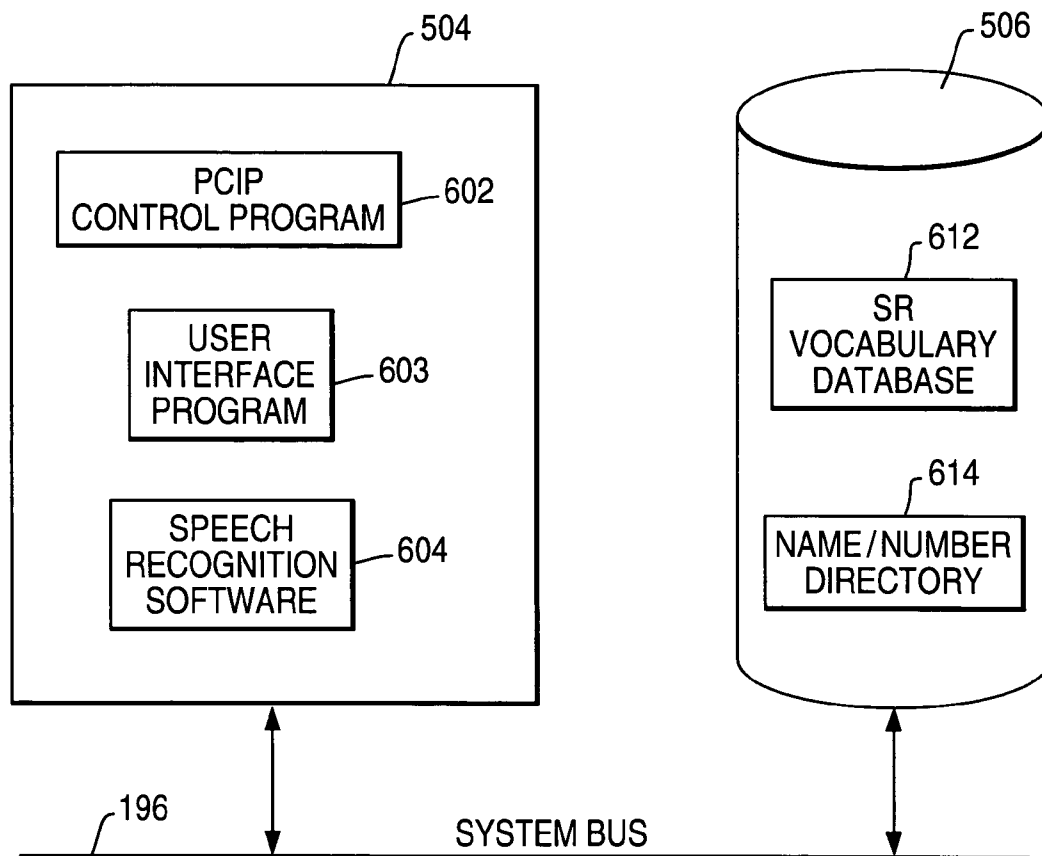 504
506
PCIP
CONTROL PROGRAM
602
USER
INTERFACE
PROGRAM
603
SPEECH
RECOGNITION
SOFTWARE
604
612
SR
VOCABULARY
DATABASE
614
NAME/NUMBER
DIRECTORY
196
SYSTEM BUS